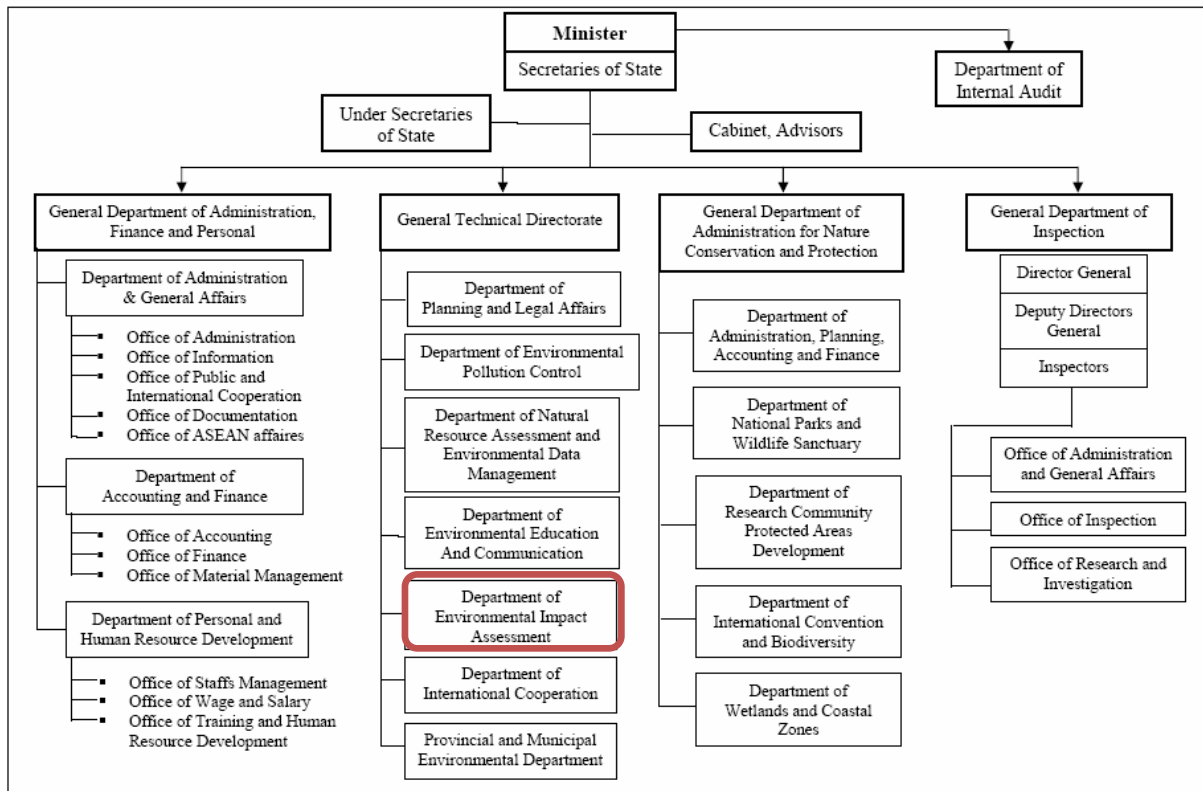 Minister
Secretaries of State
Department of
Internal Audit
Under Secretaries
of State
Cabinet, Advisors
General Department of Administration,
Finance and Personal
Department of Administration
& General Affairs
Office of Administration
Office of Information
Office of Public and
International Cooperation
Office of Documentation
Office of ASEAN affaires
Department of
Accounting and Finance
Office of Accounting
Office of Finance
Office of Material Management
Department of Personal and
Human Resource Development
Office of Staffs Management
Office of Wage and Salary
Office of Training and Human
Resource Development
General Technical Directorate
Department of
Planning and Legal Affairs
Department of Environmental
Pollution Control
Department of Natural
Resource Assessment and
Environmental Data
Management
Department of
Environmental Education
And Communication
Department of
Environmental Impact
Assessment
Department of
International Cooperation
Provincial and Municipal
Environmental Department
General Department of
Administration for Nature
Conservation and Protection
Department of
Administration, Planning,
Accounting and Finance
Department of
National Parks and
Wildlife Sanctuary
Department of
Research Community
Protected Areas
Development
Department of
International Convention
and Biodiversity
Department of
Wetlands and Coastal
Zones
General Department of
Inspection
Director General
Deputy Directors
General
Inspectors
Office of Administration
and General Affairs
Office of Inspection
Office of Research and
Investigation